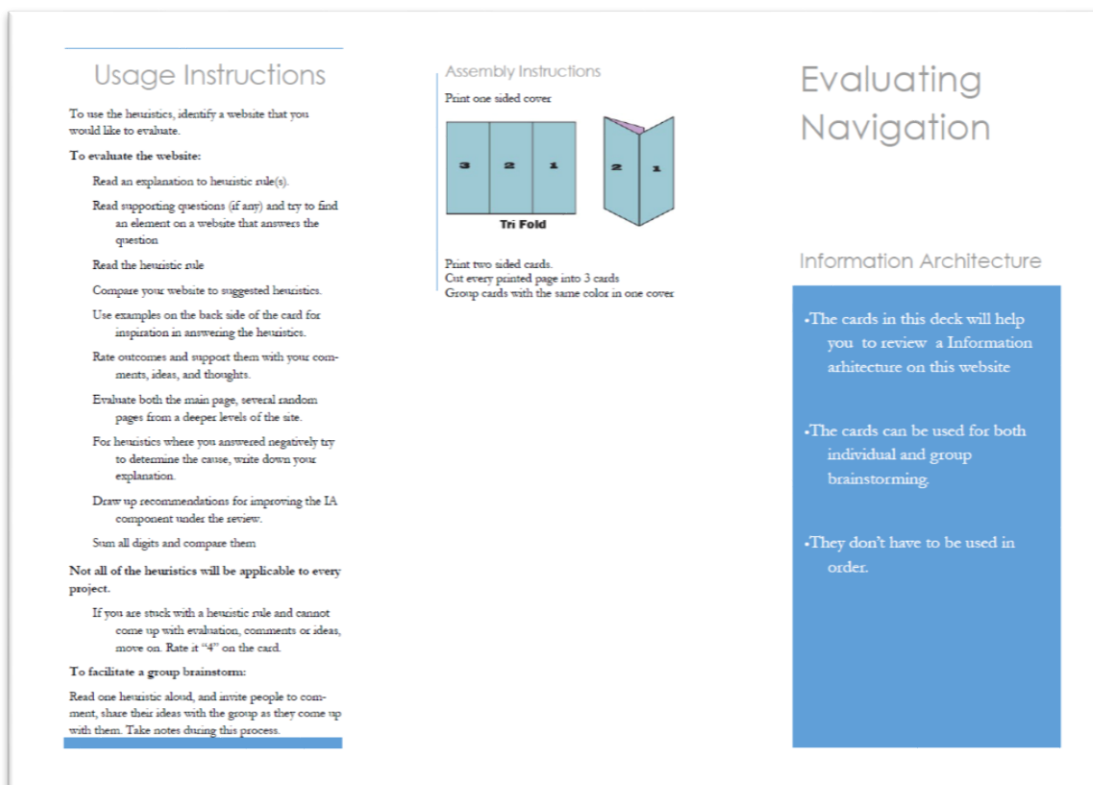 Usage Instructions
To use the heuristics, identify a website that you
would like to evaluate.
To evaluate the website:
Read an explanation to heuristic rule(s).
Read supporting questions (if any) and try to find
an element on a website that answers the
question
Read the heuristic rule
Compare your website to suggested heuristics.
Use examples on the back side of the card for
inspiration in answering the heuristics.
Rate outcomes and support them with your com-
ments, ideas, and thoughts.
Evaluate both the main page, several random
pages from a deeper levels of the site.
For heuristics where you answered negatively try
to determine the cause, write down your
explanation.
Draw up recommendations for improving the IA
component under the review.
Sum all digits and compare them
Not all of the heuristics will be applicable to every
project.
If you are stuck with a heuristic rule and cannot
come up with evaluation, comments or ideas,
move on. Rate it “4” on the card.
To facilitate a group brainstorm:
Read one heuristic aloud, and invite people to com-
ment, share their ideas with the group as they come up
with them. Take notes during this process.
Assembly Instructions
Print one sided cover
3 2 1 2 1
Tri Fold
Print two sided cards.
Cut every printed page into 3 cards
Group cards with the same color in one cover
Evaluating
Navigation
Information Architecture
•The cards in this deck will help
you to review a Information
arhitecture on this website
•The cards can be used for both
individual and group
brainstorming.
•They don’t have to be used in
order.